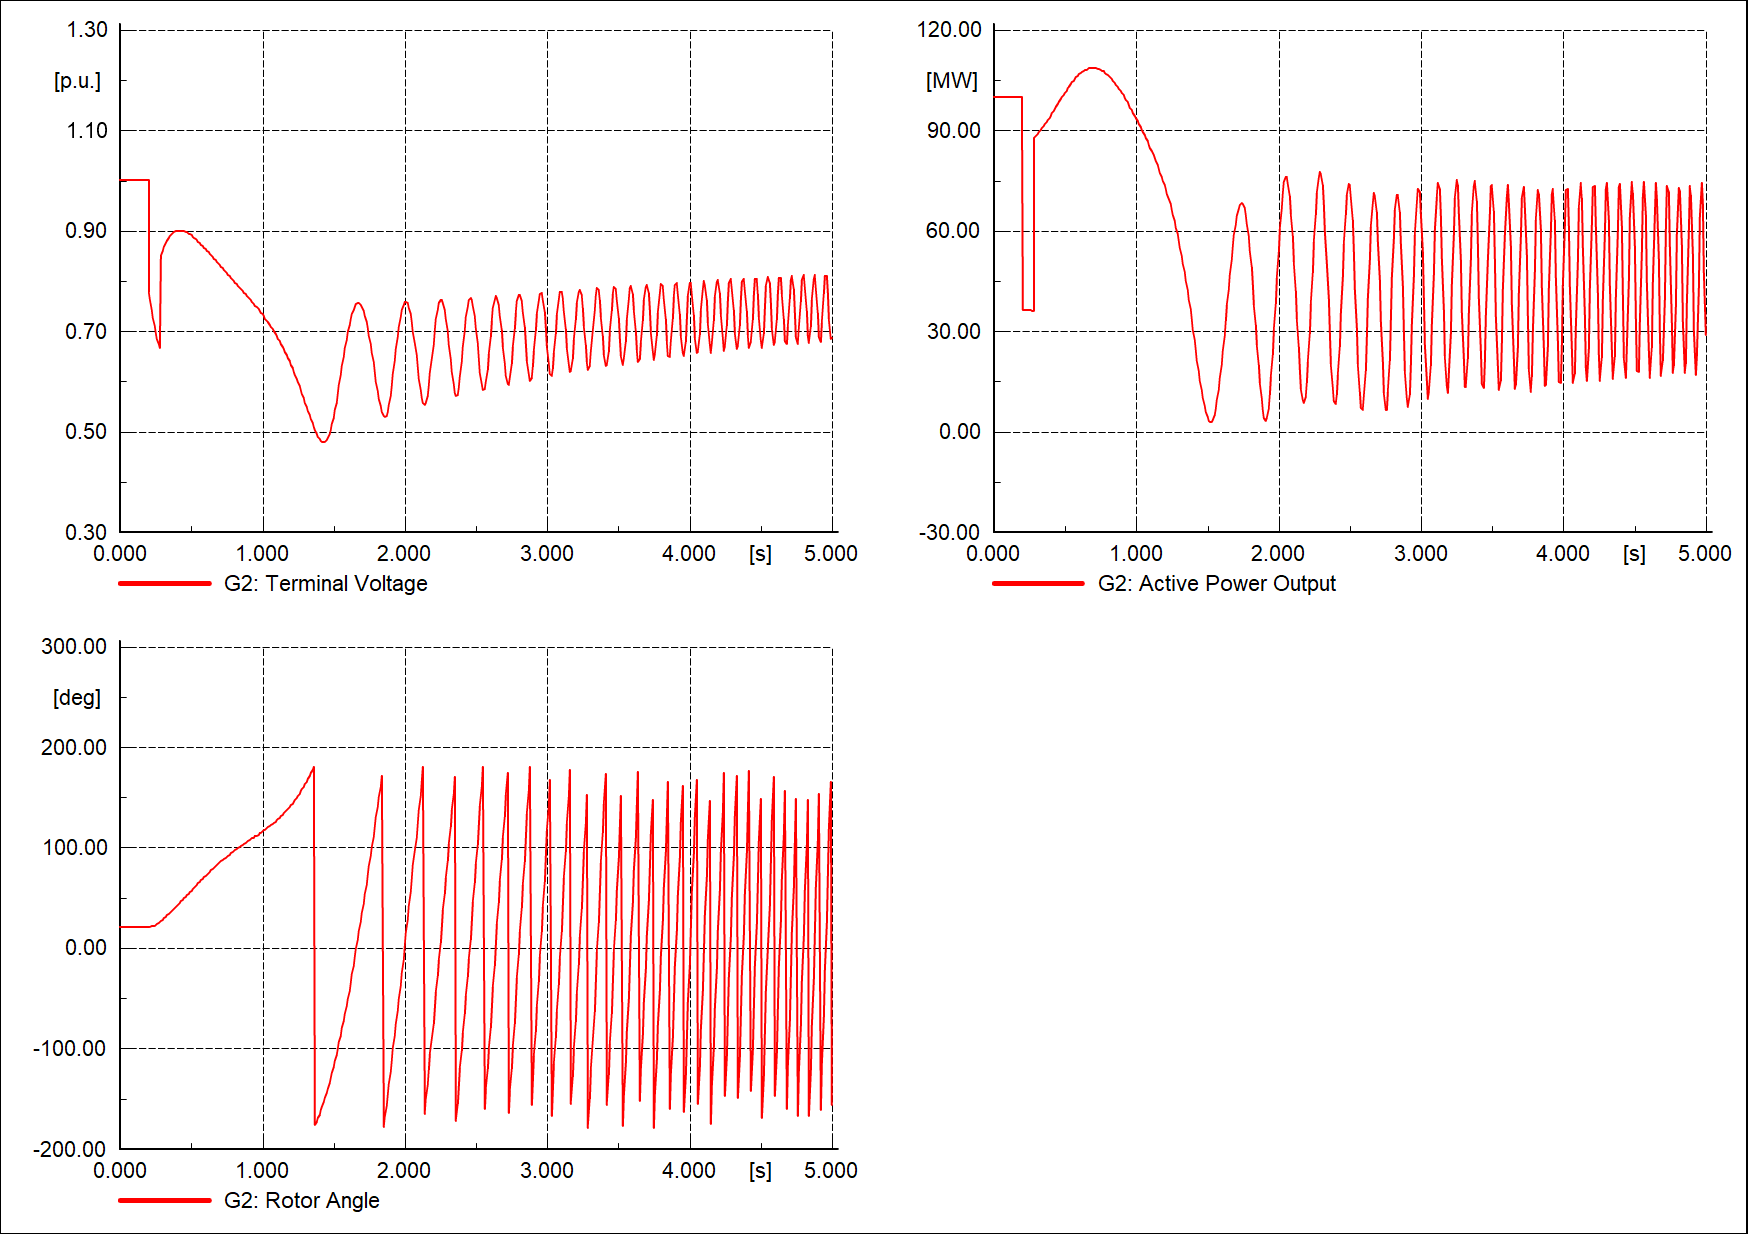 1.30
[p.u.]
1.10
0.90
0.70
0.50
0.30
0.000 1.000 2.000 3.000 4.000 [s] 5.000
G2: Terminal Voltage
120.00
[MW]
90.00
60.00
30.00
0.00
-30.00
0.000 1.000 2.000 3.000 4.000 [s] 5.000
G2: Active Power Output
300.00
[deg]
200.00
100.00
0.00
-100.00
-200.00
0.000 1.000 2.000 3.000 4.000 [s] 5.000
G2: Rotor Angle